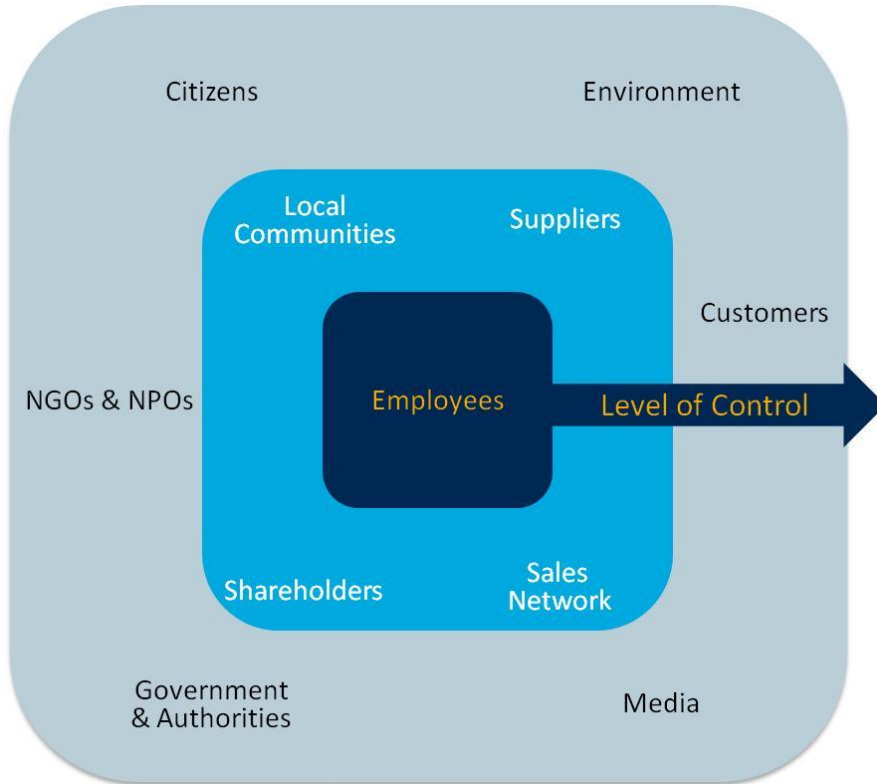 Citizens
Environment
Local
Communities
Suppliers
Customers
NGOs & NPOs
Employees
Level of Control
Shareholders
Sales
Network
Government
& Authorities
Media